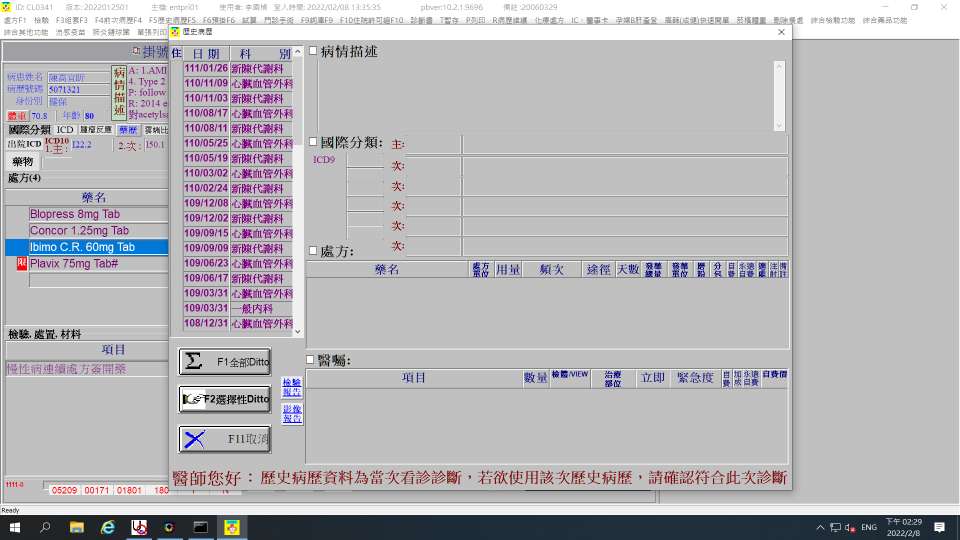 ID: CL0341 版本: 2022012501 主檔: entpri01 使用者: 李國禎 登入時間: 2022/02/08 13:35:35 pbver:10.2.1.9696 備註: 20060329
處方F1 檢驗 F3組套F3 F4前次病歷F4 F5歷史病歷F5 F6預掛F6 試算 門診手術 F9詞庫F9 F10住院許可證F10 診斷書 T暫存 P列印 R病歷維護 化療處方 IC、醫事卡 孕婦B肝產登 高齡(成健)快速開單 菸檳體重 刪除優處 綜合檢驗功能 綜合藥品功能
綜合其他功能 流感疫苗 肺炎鏈球菌 單張列印
歷史病歷
掛號
病患姓名 陳高宜昕
病歷號碼 5071321
身份別 健保
病情描述
A: 1.AMI
4. Type 2
P: follow
R: 2014 e
對acetylsa
體重 70.8 年齡 80
國際分類 ICD 腫瘤反應 藥歷
出院ICD ICD10 1.主: I22.2 2.次: I50.1
藥物
處方(4)
藥名
Blopress 8mg Tab
Concor 1.25mg Tab
Ibimo C.R. 60mg Tab
限 Plavix 75mg Tab#
檢驗, 處置, 材料
項目
慢性病連續處方簽開藥
1111-0
05209 00171 01801 180 1 N
住 日期 科 別
111/01/26 新陳代謝科
110/11/09 心臟血管外科
110/11/03 新陳代謝科
110/08/17 心臟血管外科
110/08/11 新陳代謝科
110/05/25 心臟血管外科
110/05/19 新陳代謝科
110/03/02 心臟血管外科
110/02/24 新陳代謝科
109/12/08 心臟血管外科
109/12/02 新陳代謝科
109/09/15 心臟血管外科
109/09/09 新陳代謝科
109/06/23 心臟血管外科
109/06/17 新陳代謝科
109/03/31 心臟血管外科
109/03/31 一般内科
108/12/31 心臟血管外科
F1全部Ditto
F2選擇性Ditto
F11取消
檢驗報告
影像報告
病情描述
國際分類: 主:
ICD9 次:
次:
次:
次:
次:
處方:
藥名 處方單位 用量 頻次 途徑 天數 發藥總量 發藥單位 磨粉 分包 自費 永遠自費 連處 注射 備註
醫囑:
項目 數量 檢體/VIEW 治療部位 立即 緊急度 自費 加成 永遠自費 自費價
醫師您好：歷史病歷資料為當次看診診斷，若欲使用該次歷史病歷，請確認符合此次診斷
Ready
ENG
下午 02:29
2022/2/8